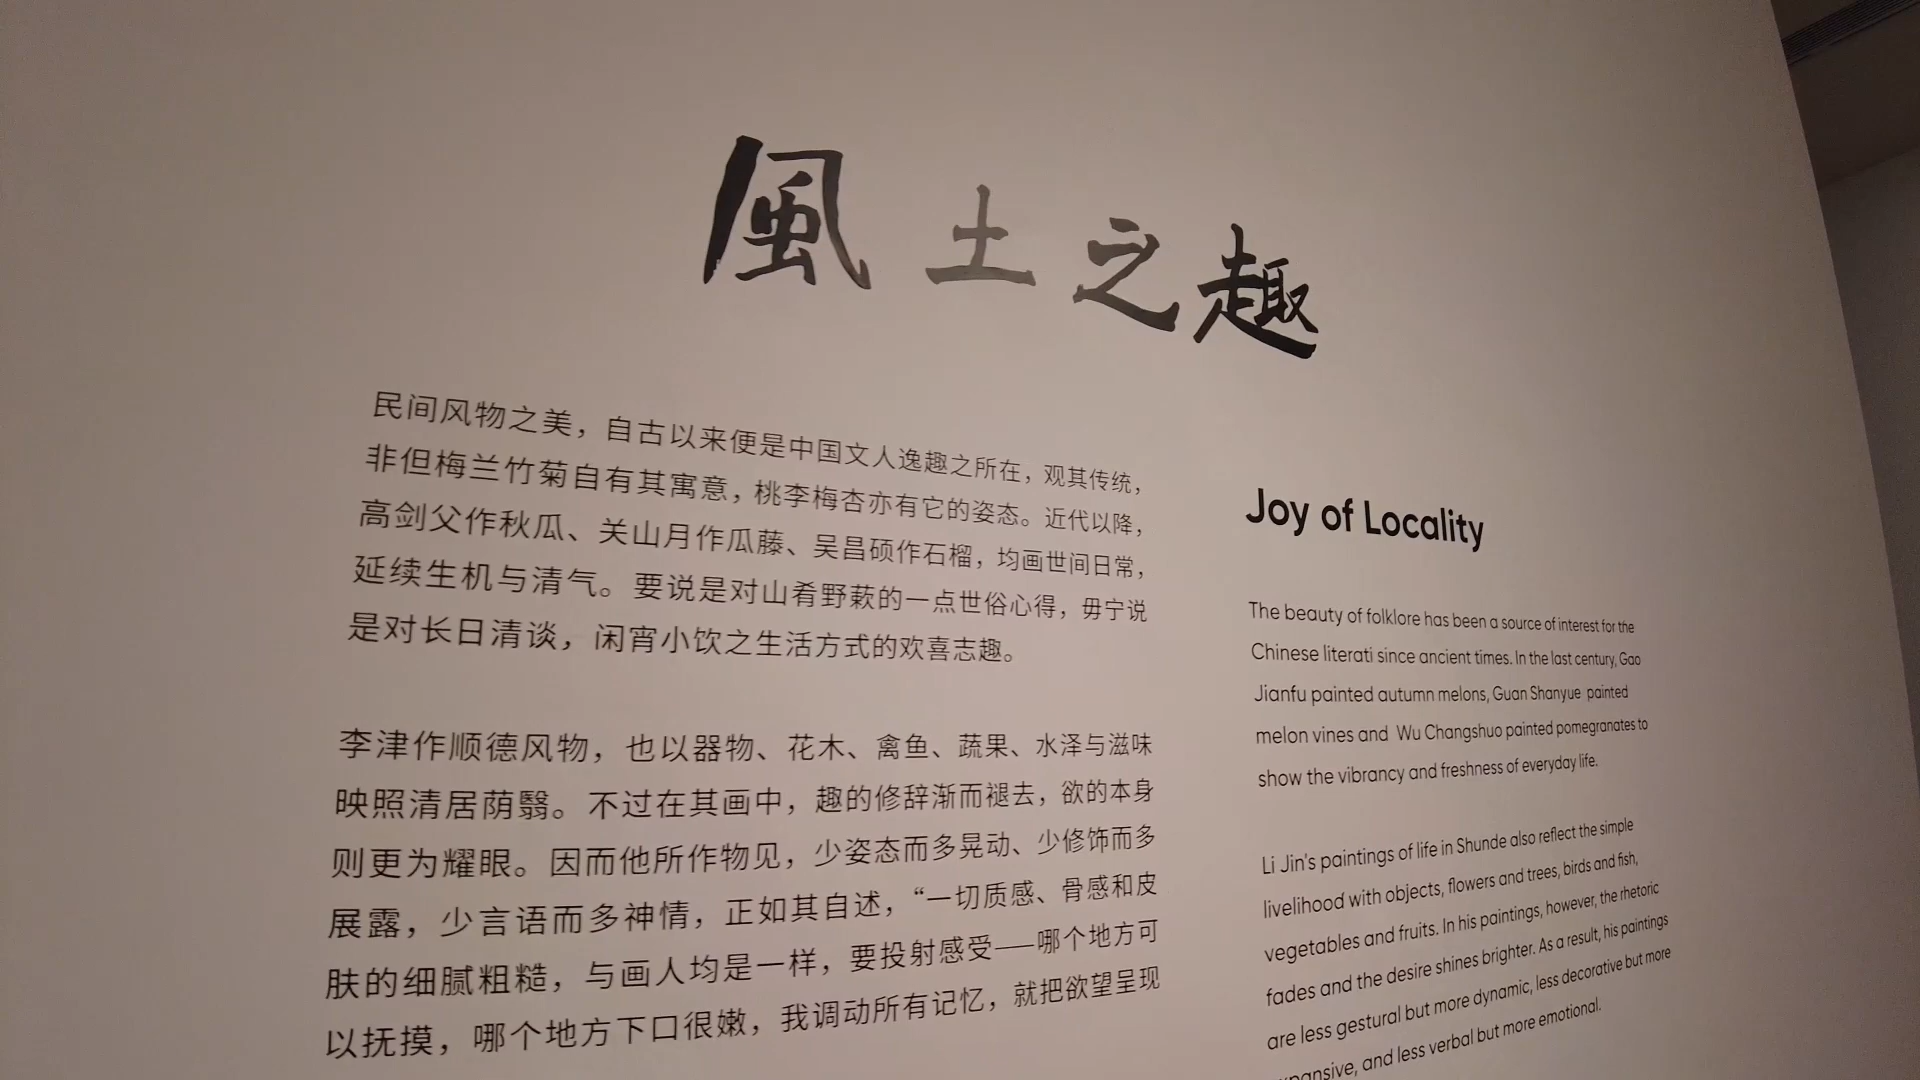 風土之趣
民间风物之美，自古以来便是中国文人逸趣之所在，观其传统，
非但梅兰竹菊自有其寓意，桃李梅杏亦有它的姿态。近代以降，
高剑父作秋瓜、关山月作瓜藤、吴昌硕作石榴，均画世间日常，
延续生机与清气。要说是对山肴野蔌的一点世俗心得，毋宁说
是对长日清谈，闲宵小饮之生活方式的欢喜志趣。
李津作顺德风物，也以器物、花木、禽鱼、蔬果、水泽与滋味
映照清居荫翳。不过在其画中，趣的修辞渐而褪去，欲的本身
则更为耀眼。因而他所作物见，少姿态而多晃动、少修饰而多
展露，少言语而多神情，正如其自述，“一切质感、骨感和皮
肤的细腻粗糙，与画人均是一样，要投射感受——哪个地方可
以抚摸，哪个地方下口很嫩，我调动所有记忆，就把欲望呈现
Joy of Locality
The beauty of folklore has been a source of interest for the
Chinese literati since ancient times. In the last century, Gao
Jianfu painted autumn melons, Guan Shanyue painted
melon vines and Wu Changshuo painted pomegranates to
show the vibrancy and freshness of everyday life.
Li Jin's paintings of life in Shunde also reflect the simple
livelihood with objects, flowers and trees, birds and fish,
vegetables and fruits. In his paintings, however, the rhetoric
fades and the desire shines brighter. As a result, his paintings
are less gestural but more dynamic, less decorative but more
and less verbal but more emotional.